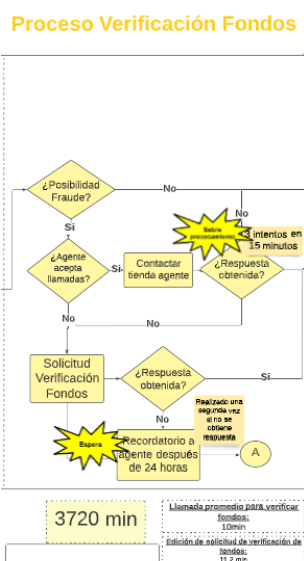 Proceso Verificación Fondos
¿Posibilidad
Fraude?
No
Si
No
Sobre
procesamiento
3 intentos en
15 minutos
¿Agente
acepta
llamadas?
Si
Contactar
tienda agente
¿Respuesta
obtenida?
No
No
Solicitud
Verificación
Fondos
¿Respuesta
obtenida?
Si
No
Realizado una
segunda vez
si no se
obtiene
respuesta
Espera
Recordatorio a
agente después
de 24 horas
A
3720 min
Llamada promedio para verificar
fondos:
10min
Edición de solicitud de verificación de
fondos:
11.2 min